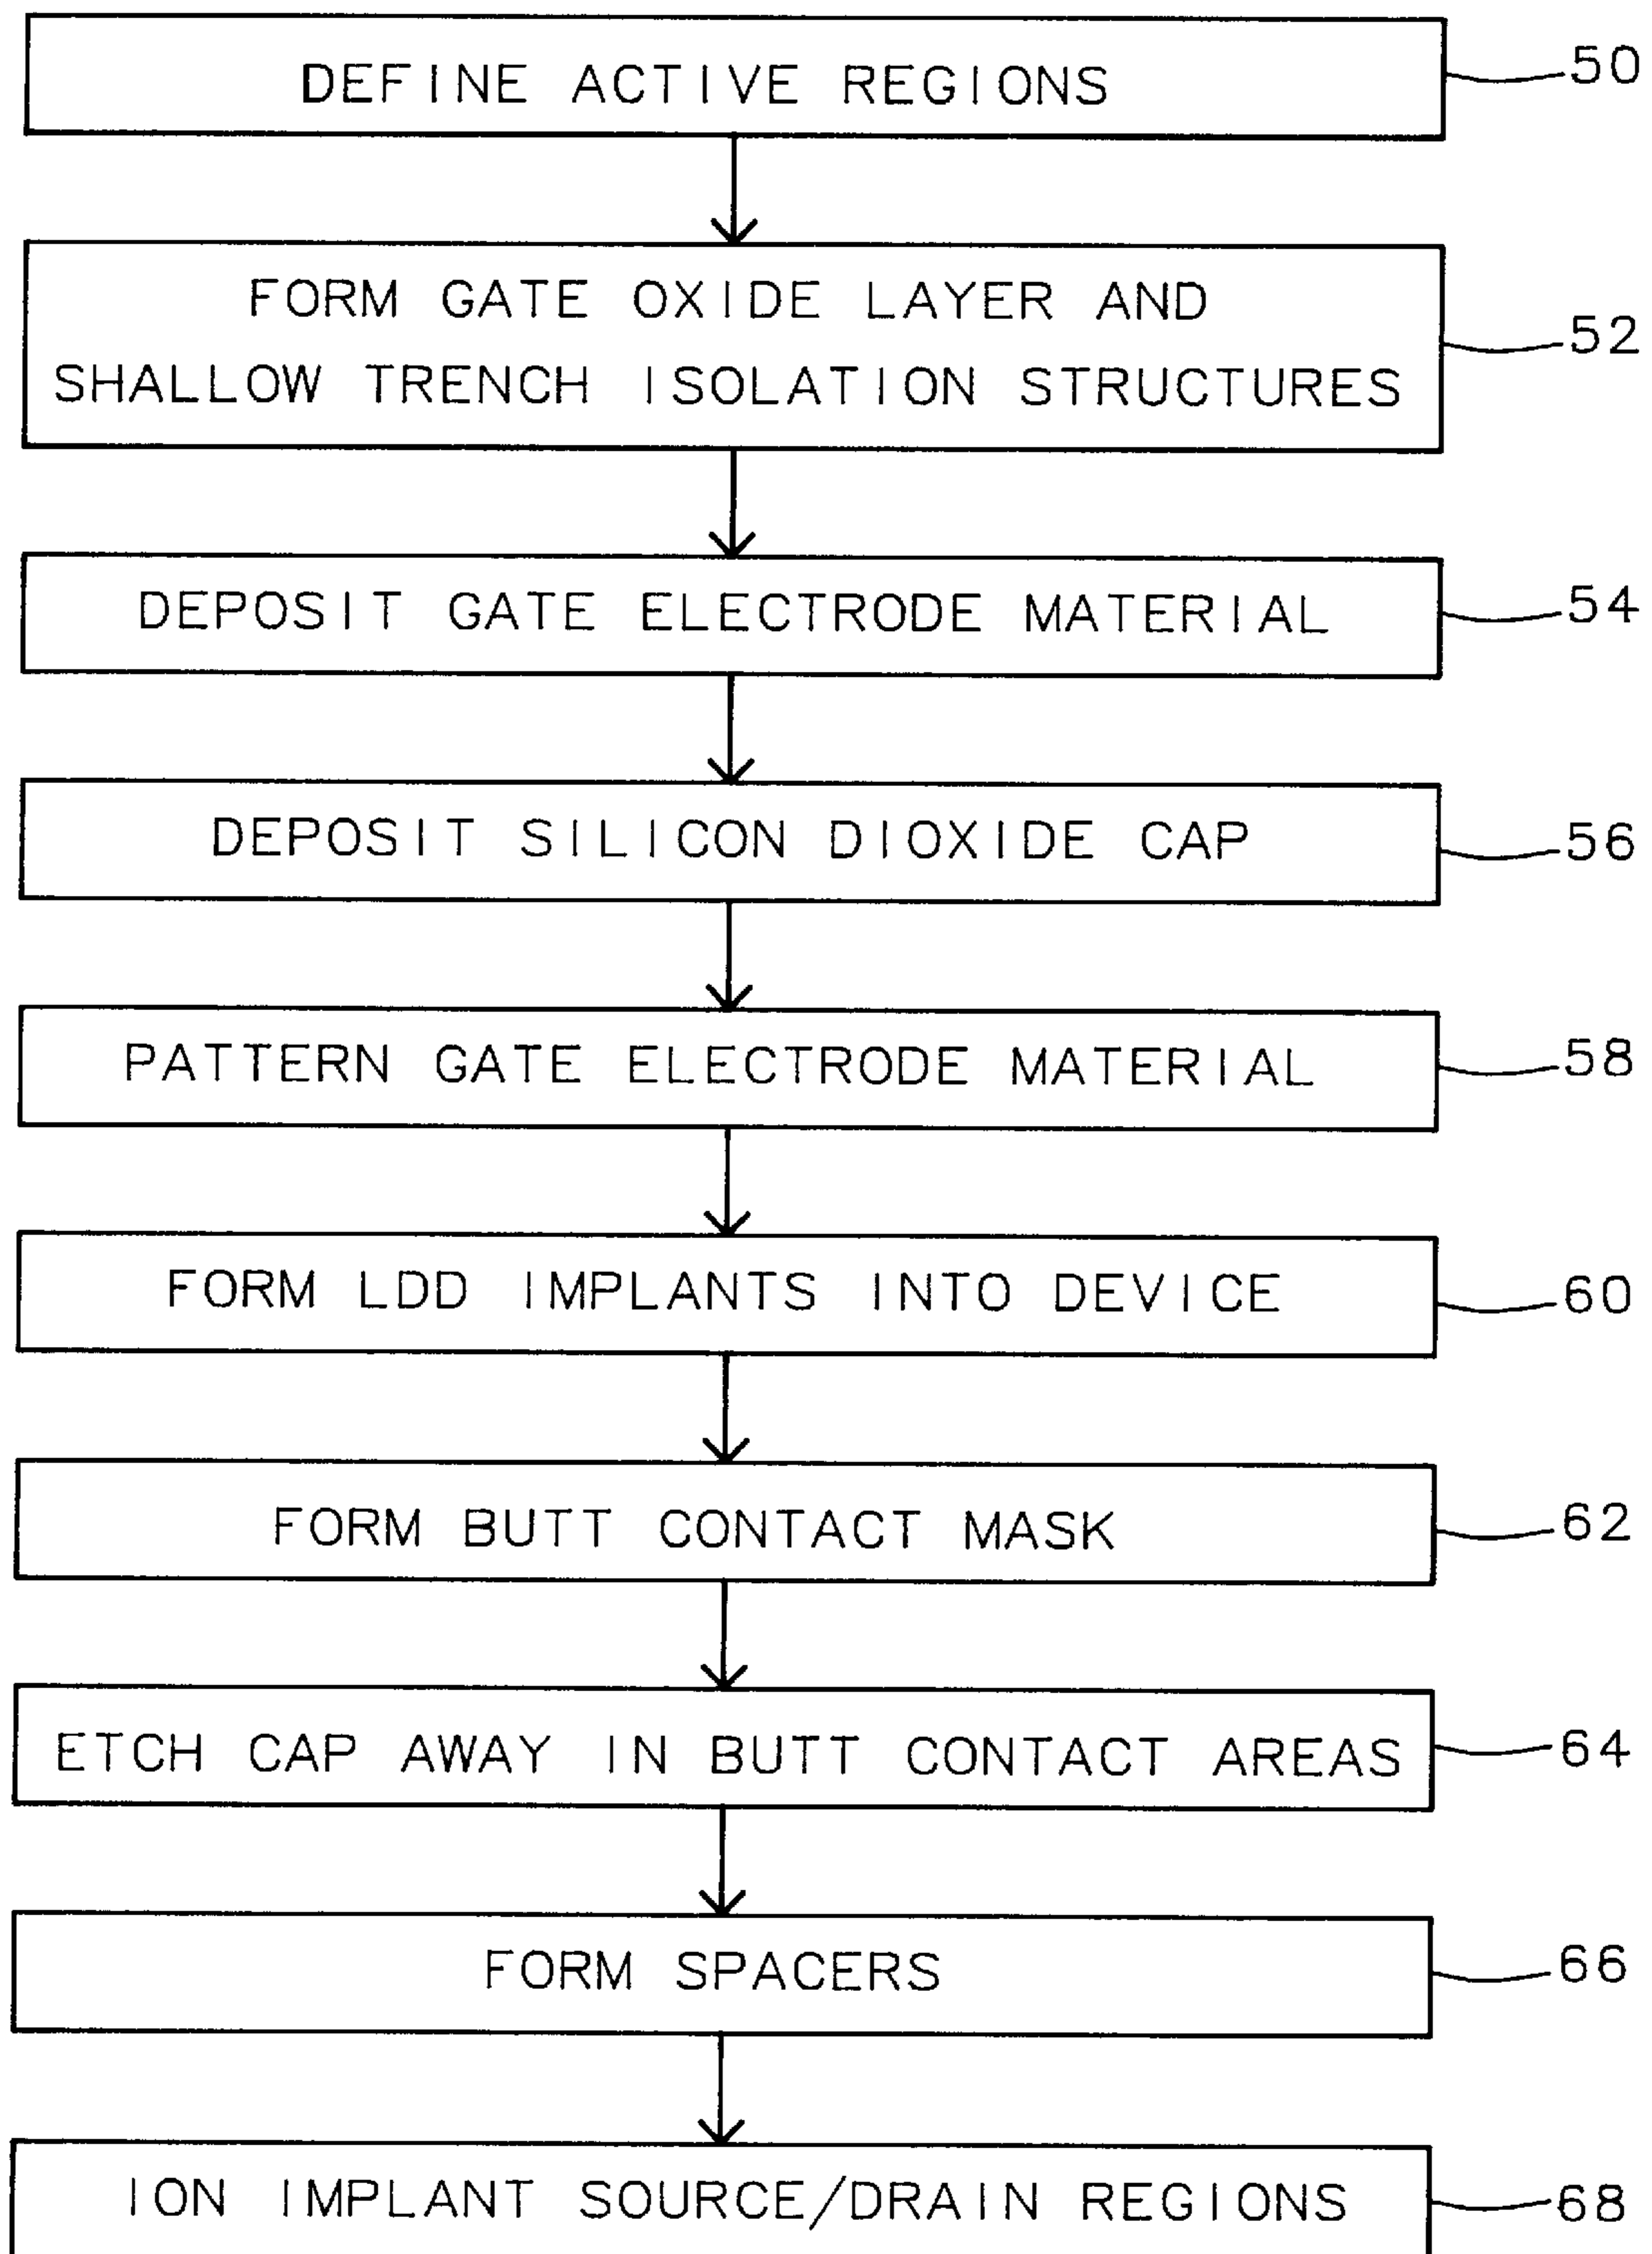 DEFINE ACTIVE REGIONS
50
FORM GATE OXIDE LAYER AND
SHALLOW TRENCH ISOLATION STRUCTURES
52
DEPOSIT GATE ELECTRODE MATERIAL
54
DEPOSIT SILICON DIOXIDE CAP
56
PATTERN GATE ELECTRODE MATERIAL
58
FORM LDD IMPLANTS INTO DEVICE
60
FORM BUTT CONTACT MASK
62
ETCH CAP AWAY IN BUTT CONTACT AREAS
64
FORM SPACERS
66
ION IMPLANT SOURCE/DRAIN REGIONS
68